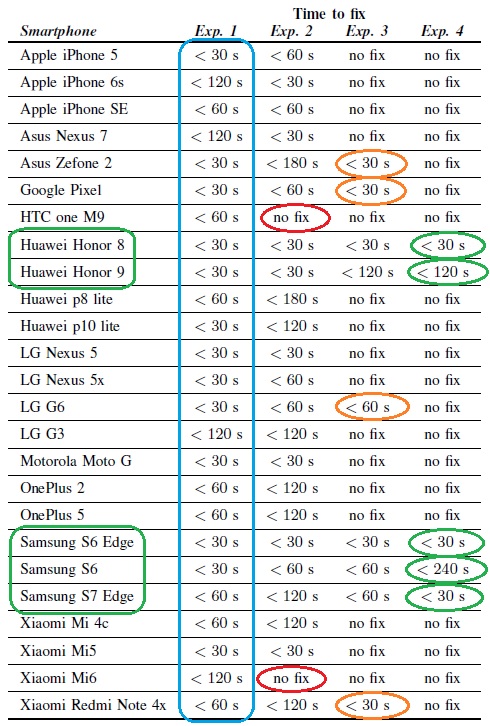 Time to fix
Smartphone Exp. 1 Exp. 2 Exp. 3 Exp. 4
Apple iPhone 5 < 30 s < 60 s no fix no fix
Apple iPhone 6s < 120 s < 30 s no fix no fix
Apple iPhone SE < 60 s < 60 s no fix no fix
Asus Nexus 7 < 120 s < 30 s no fix no fix
Asus Zefone 2 < 30 s < 180 s < 30 s no fix
Google Pixel < 30 s < 60 s < 30 s no fix
HTC one M9 < 60 s no fix no fix no fix
Huawei Honor 8 < 30 s < 30 s < 30 s < 30 s
Huawei Honor 9 < 30 s < 30 s < 120 s < 120 s
Huawei p8 lite < 60 s < 180 s no fix no fix
Huawei p10 lite < 30 s < 120 s no fix no fix
LG Nexus 5 < 30 s < 30 s no fix no fix
LG Nexus 5x < 30 s < 60 s no fix no fix
LG G6 < 30 s < 60 s < 60 s no fix
LG G3 < 120 s < 120 s no fix no fix
Motorola Moto G < 30 s < 30 s no fix no fix
OnePlus 2 < 60 s < 120 s no fix no fix
OnePlus 5 < 60 s < 120 s no fix no fix
Samsung S6 Edge < 30 s < 30 s < 30 s < 30 s
Samsung S6 < 30 s < 60 s < 60 s < 240 s
Samsung S7 Edge < 60 s < 120 s < 60 s < 30 s
Xiaomi Mi 4c < 60 s < 120 s no fix no fix
Xiaomi Mi5 < 30 s < 30 s no fix no fix
Xiaomi Mi6 < 120 s no fix no fix no fix
Xiaomi Redmi Note 4x < 60 s < 120 s < 30 s no fix